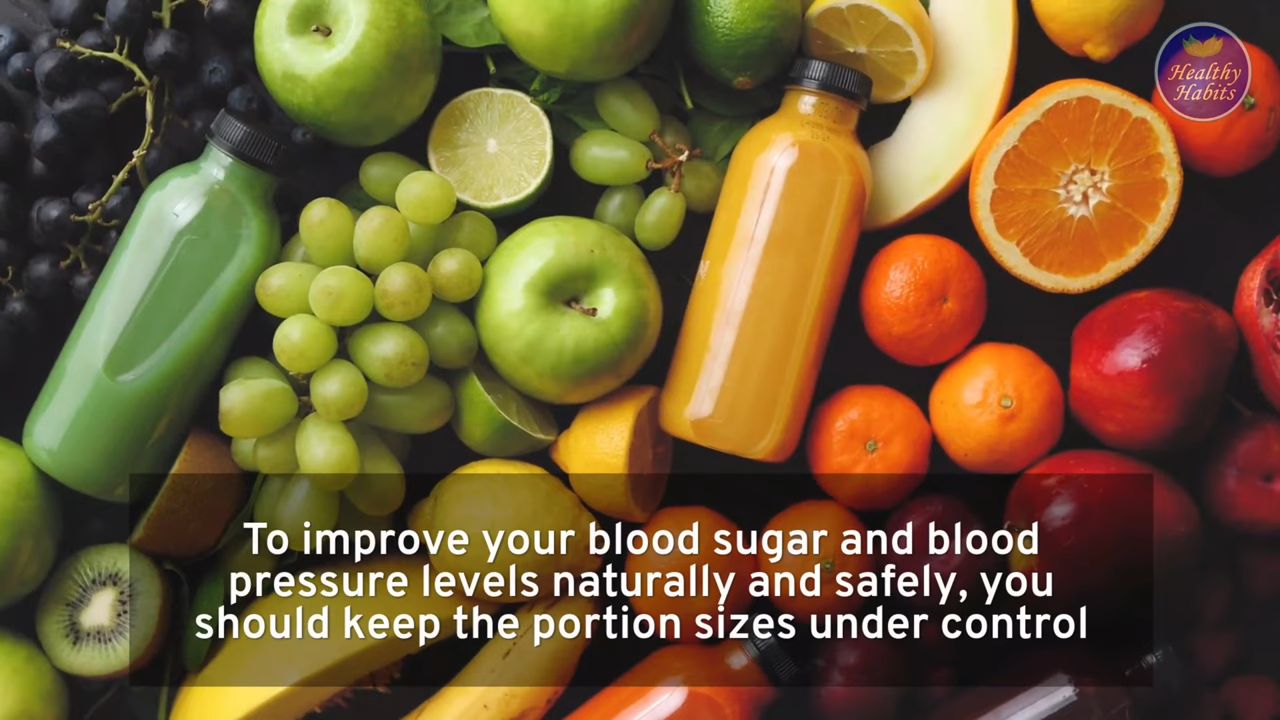 Healthy
Habits
To improve your blood sugar and blood
pressure levels naturally and safely, you
should keep the portion sizes under control